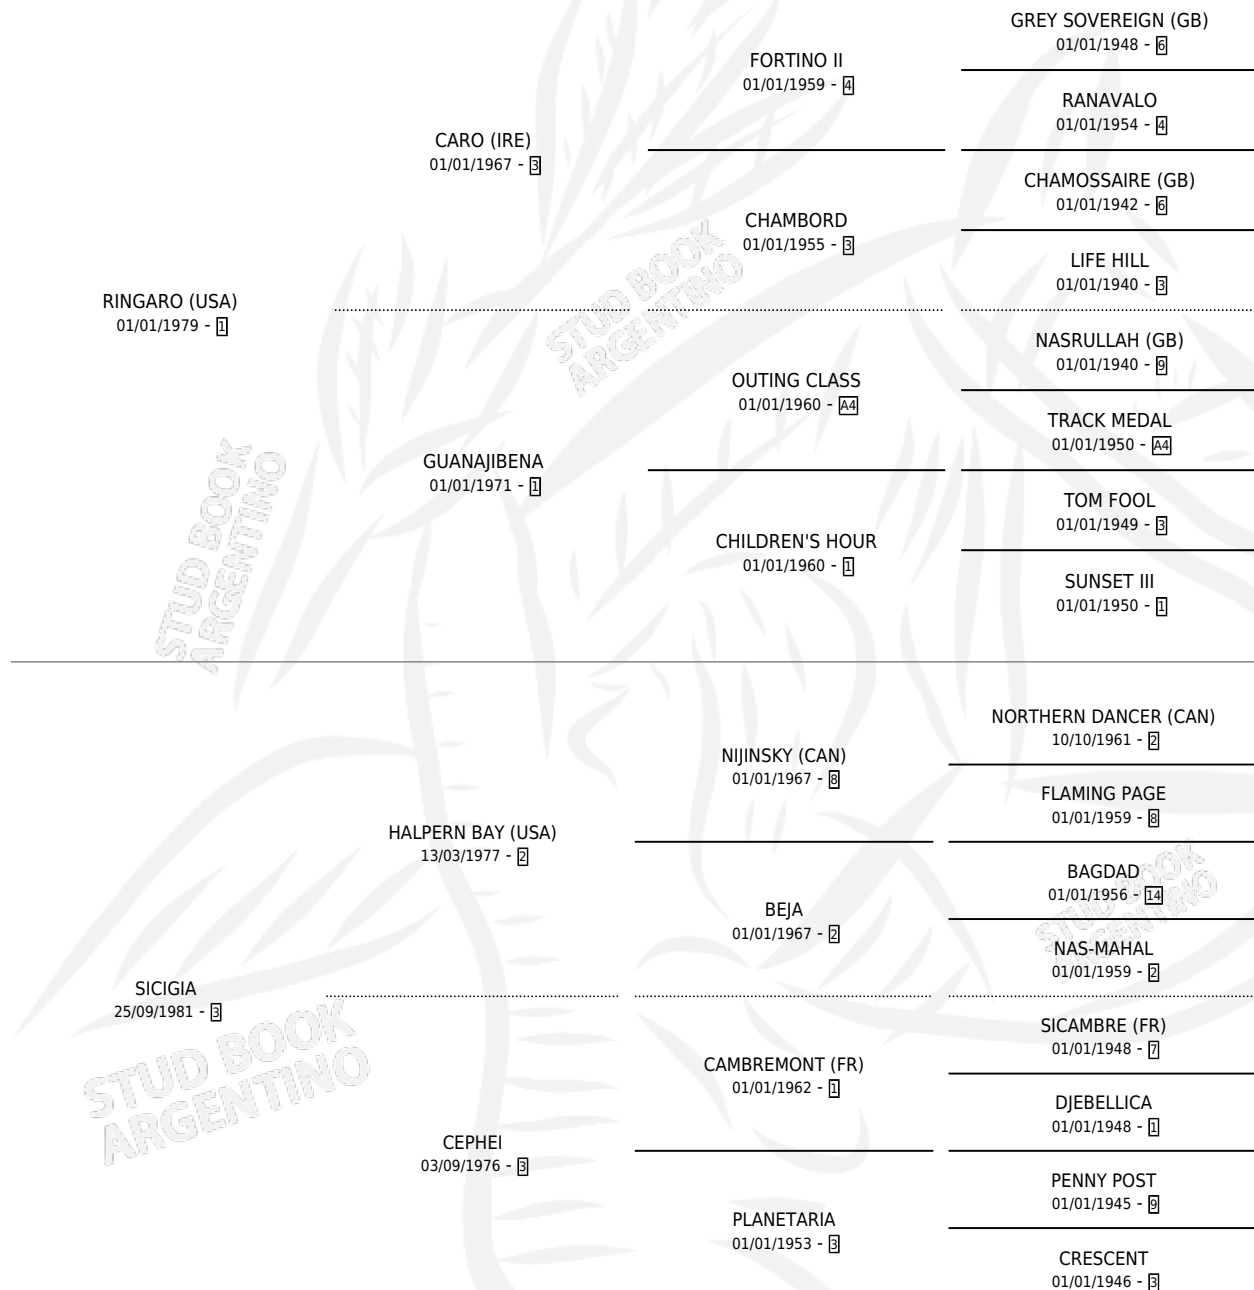 GREY SOVEREIGN (GB)
01/01/1948 - 6
FORTINO II
01/01/1959 - 4
RANAVALO
01/01/1954 - 4
CARO (IRE)
01/01/1967 - 3
CHAMOSSAIRE (GB)
01/01/1942 - 6
CHAMBORD
01/01/1955 - 3
LIFE HILL
01/01/1940 - 3
RINGARO (USA)
01/01/1979 - 1
NASRULLAH (GB)
01/01/1940 - 9
OUTING CLASS
01/01/1960 - A4
TRACK MEDAL
01/01/1950 - A4
GUANAJIBENA
01/01/1971 - 1
TOM FOOL
01/01/1949 - 3
CHILDREN'S HOUR
01/01/1960 - 1
SUNSET III
01/01/1950 - 1
NORTHERN DANCER (CAN)
10/10/1961 - 2
NIJINSKY (CAN)
01/01/1967 - 8
FLAMING PAGE
01/01/1959 - 8
HALPERN BAY (USA)
13/03/1977 - 2
BAGDAD
01/01/1956 - 14
BEJA
01/01/1967 - 2
NAS-MAHAL
01/01/1959 - 2
SICIGIA
25/09/1981 - 3
SICAMBRE (FR)
01/01/1948 - 7
CAMBREMONT (FR)
01/01/1962 - 1
DJEBELLICA
01/01/1948 - 1
CEPHEI
03/09/1976 - 3
PENNY POST
01/01/1945 - 9
PLANETARIA
01/01/1953 - 3
CRESCENT
01/01/1946 - 3
STUD BOOK
ARGENTINO
STUD BOOK
ARGENTINO
STUD BOOK
ARGENTINO
STUD BOOK
ARGENTINO